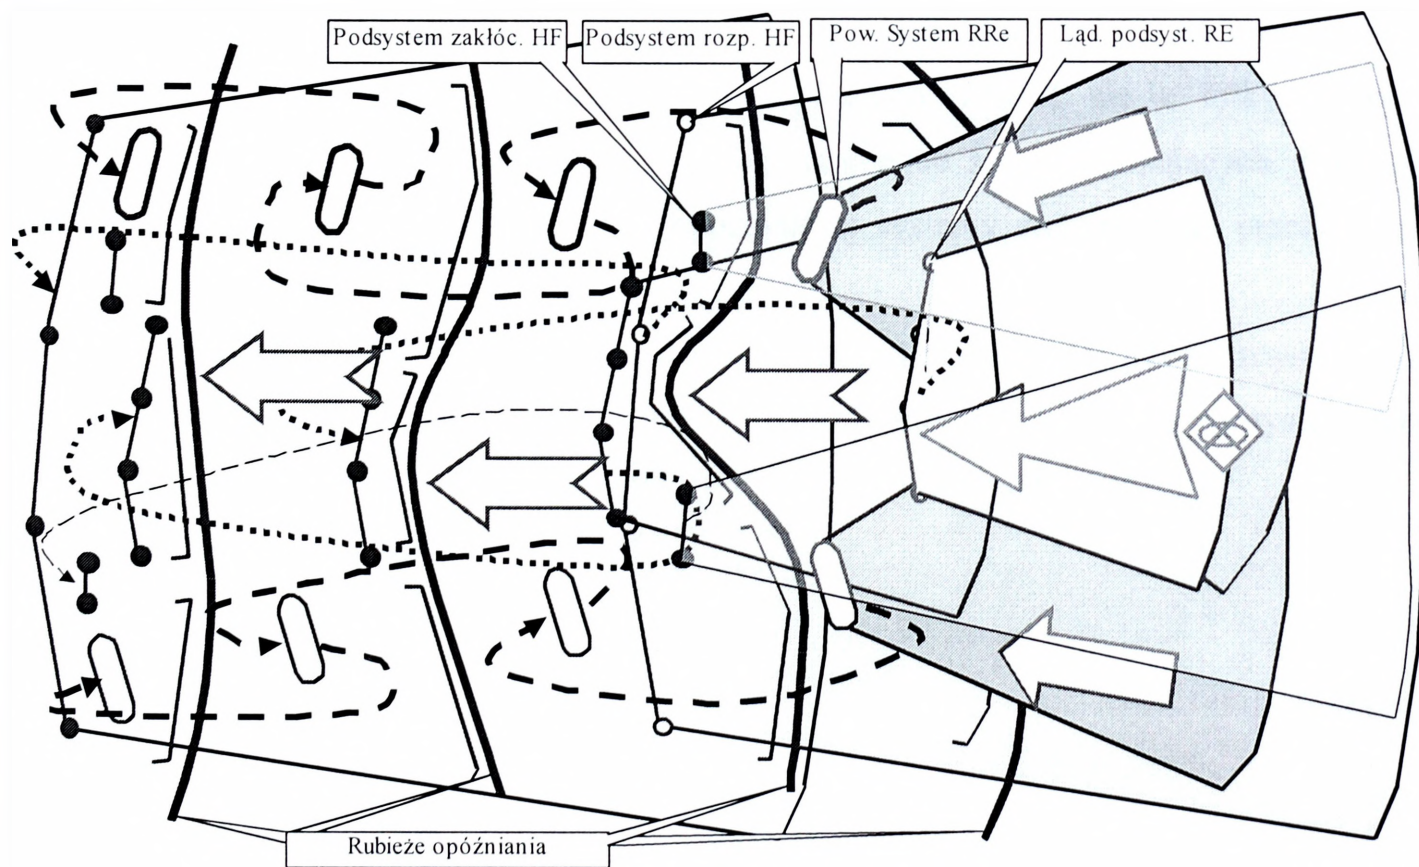 Podsystem zakłóc. HF
Podsystem rozp. HF
Pow. System RRe
Ląd. podsyst. RE
Rubieże opóźniania